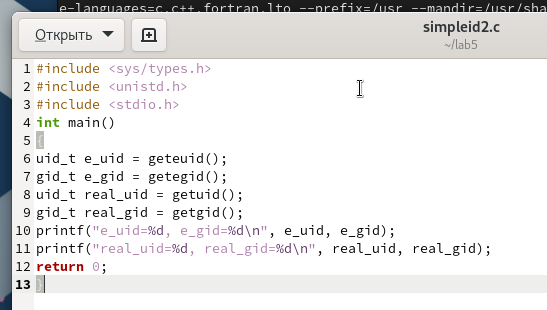 e-languages=c,c++,fortran,lto --prefix=/usr --mandir=/usr/sha
Открыть
simpleid2.c
~/lab5
1 #include <sys/types.h>
2 #include <unistd.h>
3 #include <stdio.h>
4 int main()
5 {
6 uid_t e_uid = geteuid();
7 gid_t e_gid = getegid();
8 uid_t real_uid = getuid();
9 gid_t real_gid = getgid();
10 printf("e_uid=%d, e_gid=%d\n", e_uid, e_gid);
11 printf("real_uid=%d, real_gid=%d\n", real_uid, real_gid);
12 return 0;
13 }